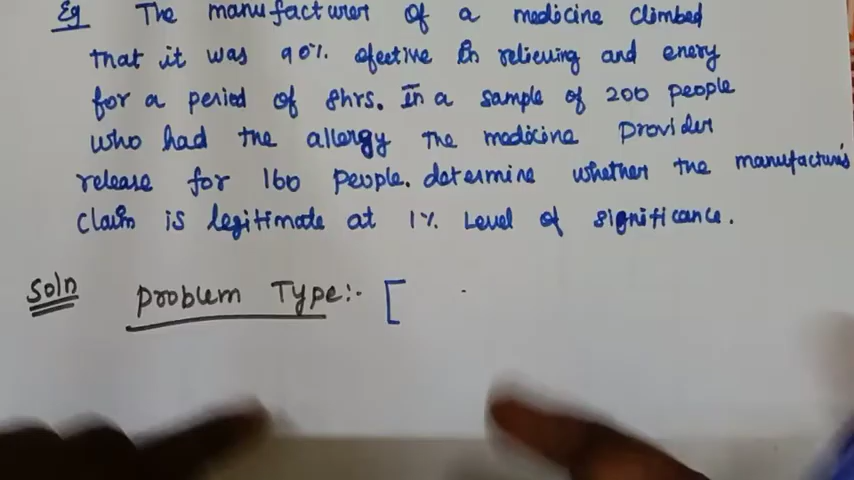 Eg The manufacturer of a medicine climbed
that it was 90% efective in relieving and enery
for a period of 8hrs. In a sample of 200 people
who had the allergy the medicine provider
release for 160 people. determine whether the manufacturer's
claim is legitimate at 1% Level of significance.
Soln Problem Type:- [